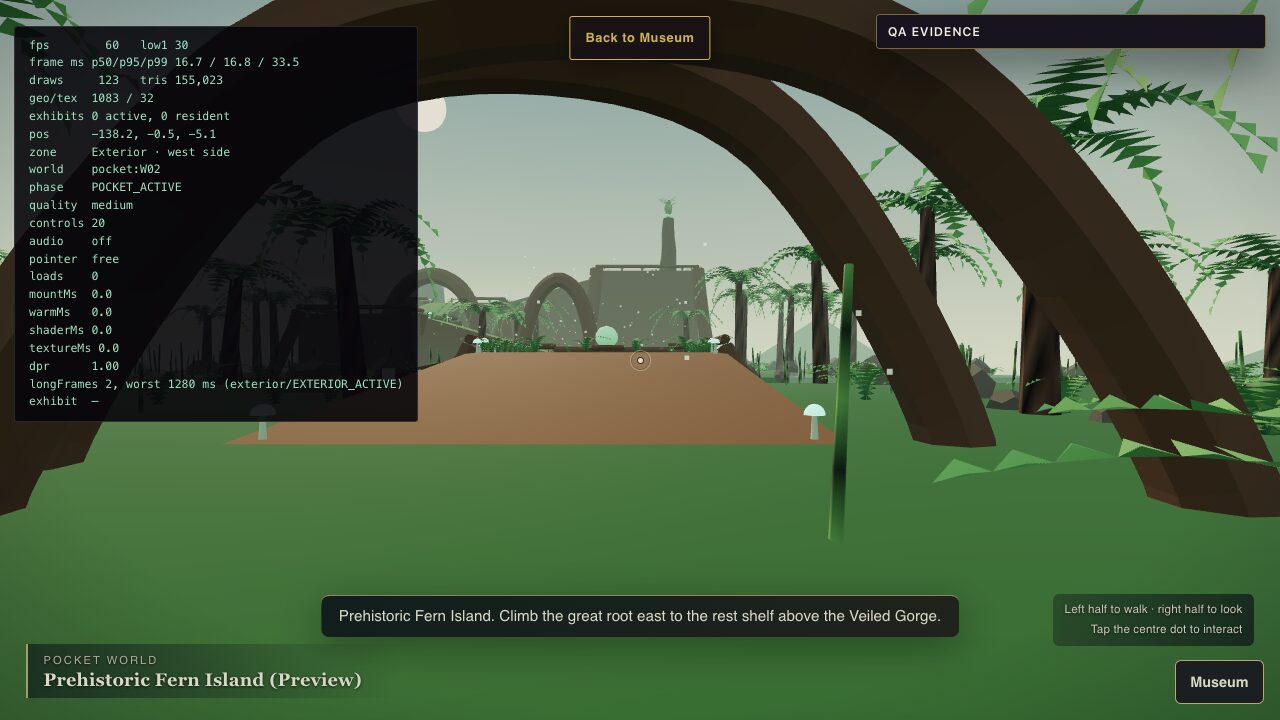 fps 60 low1 30
frame ms p50/p95/p99 16.7 / 16.8 / 33.5
draws 123 tris 155,023
geo/tex 1083 / 32
exhibits 0 active, 0 resident
pos −138.2, −0.5, −5.1
zone Exterior · west side
world pocket:W02
phase POCKET_ACTIVE
quality medium
controls 20
audio off
pointer free
loads 0
mountMs 0.0
warmMs 0.0
shaderMs 0.0
textureMs 0.0
dpr 1.00
longFrames 2, worst 1280 ms (exterior/EXTERIOR_ACTIVE)
exhibit —
Back to Museum
QA EVIDENCE
Prehistoric Fern Island. Climb the great root east to the rest shelf above the Veiled Gorge.
Left half to walk · right half to look
Tap the centre dot to interact
POCKET WORLD
Prehistoric Fern Island (Preview)
Museum